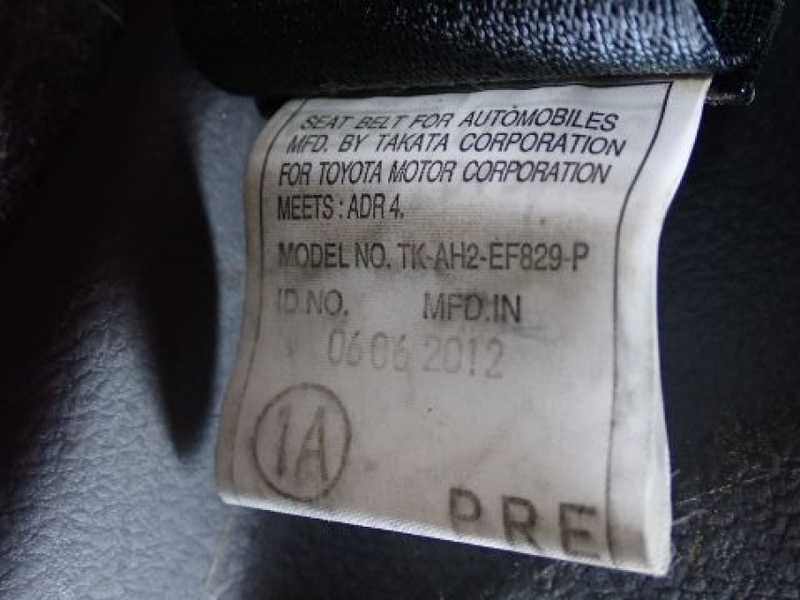 SEAT BELT FOR AUTOMOBILES
MFD. BY TAKATA CORPORATION
FOR TOYOTA MOTOR CORPORATION
MEETS : ADR 4.
MODEL NO. TK-AH2-EF829-P
ID.NO. MFD.IN
06 06 2012
1A
PRE